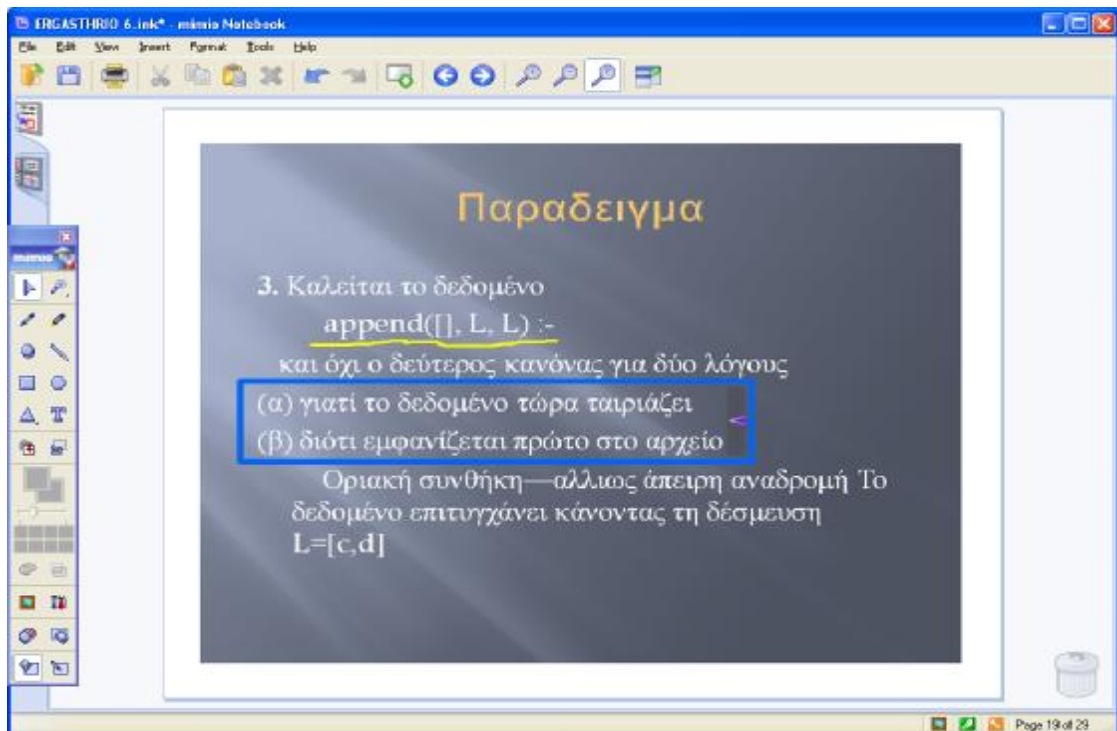 ERGASTHRIO 6.ink* - mimio Notebook
File Edit View Insert Format Tools Help
mimio
Παραδειγμα
3. Καλείται το δεδομένο
append([], L, L) :-
και όχι ο δεύτερος κανόνας για δύο λόγους
(α) γιατί το δεδομένο τώρα ταιριάζει
(β) διότι εμφανίζεται πρώτο στο αρχείο
Οριακή συνθήκη—αλλιως άπειρη αναδρομή Το
δεδομένο επιτυγχάνει κάνοντας τη δέσμευση
L=[c,d]
Page 19 of 29